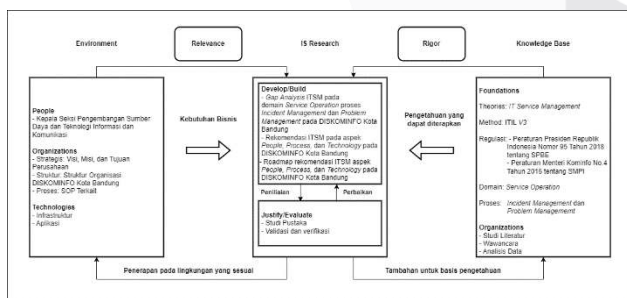 Environment
Relevance
IS Research
Rigor
Knowledge Base
People
- Kepala Seksi Pengembangan Sumber
Daya dan Teknologi Informasi dan
Komunikasi
Organizations
- Strategis: Visi, Misi, dan Tujuan
Perusahaan
- Struktur: Struktur Organisasi
DISKOMINFO Kota Bandung
- Proses: SOP Terkait
Technologies
- Infrastruktur
- Aplikasi
Kebutuhan Bisnis
Develop/Build
- Gap Analysis ITSM pada
domain Service Operation proses
Incident Management dan Problem
Management pada DISKOMINFO Kota
Bandung
- Rekomendasi ITSM pada aspek
People, Process, dan Technology pada
DISKOMINFO Kota Bandung
- Roadmap rekomendasi ITSM aspek
People, Process, dan Technology pada
DISKOMINFO Kota Bandung
Penilaian
Perbaikan
Justify/Evaluate
- Studi Pustaka
- Validasi dan verifikasi
Pengetahuan yang
dapat diterapkan
Foundations
Theories: IT Service Management
Method: ITIL V3
Regulasi: - Peraturan Presiden Republik
Indonesia Nomor 95 Tahun 2018
tentang SPBE
- Peraturan Menteri Kominfo No.4
Tahun 2016 tentang SMPI
Domain: Service Operation
Proses: Incident Management dan
Problem Management
Organizations
- Studi Literatur
- Wawancara
- Analisis Data
Penerapan pada lingkungan yang sesuai
Tambahan untuk basis pengetahuan